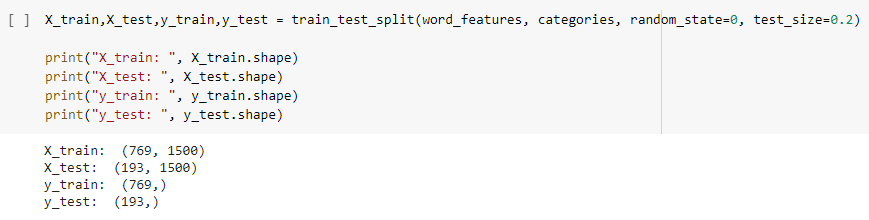 [ ] X_train,X_test,y_train,y_test = train_test_split(word_features, categories, random_state=0, test_size=0.2)
print("X_train: ", X_train.shape)
print("X_test: ", X_test.shape)
print("y_train: ", y_train.shape)
print("y_test: ", y_test.shape)
X_train:  (769, 1500)
X_test:  (193, 1500)
y_train:  (769,)
y_test:  (193,)